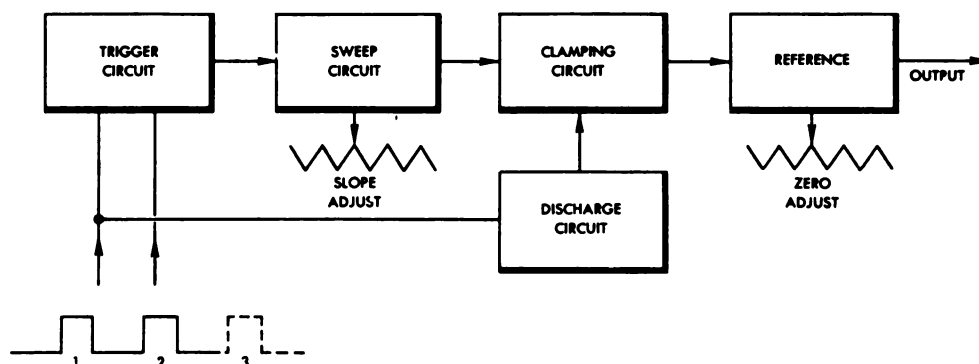 TRIGGER
CIRCUIT
SWEEP
CIRCUIT
CLAMPING
CIRCUIT
REFERENCE
OUTPUT
SLOPE
ADJUST
DISCHARGE
CIRCUIT
ZERO
ADJUST
1 2 3